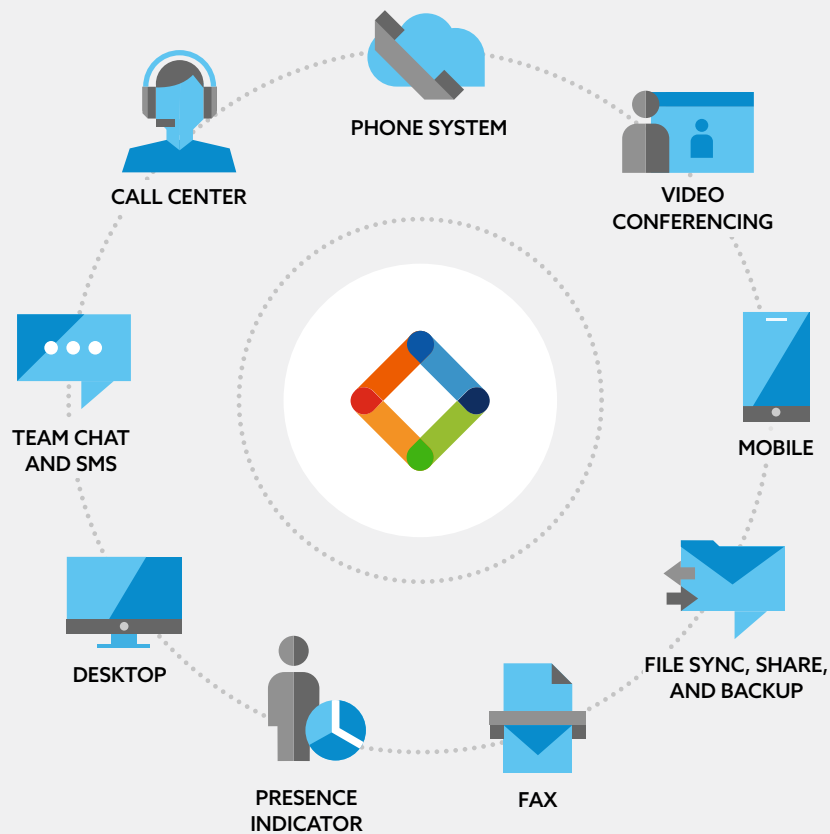 PHONE SYSTEM
VIDEO
CONFERENCING
MOBILE
FILE SYNC, SHARE,
AND BACKUP
FAX
PRESENCE
INDICATOR
DESKTOP
TEAM CHAT
AND SMS
CALL CENTER